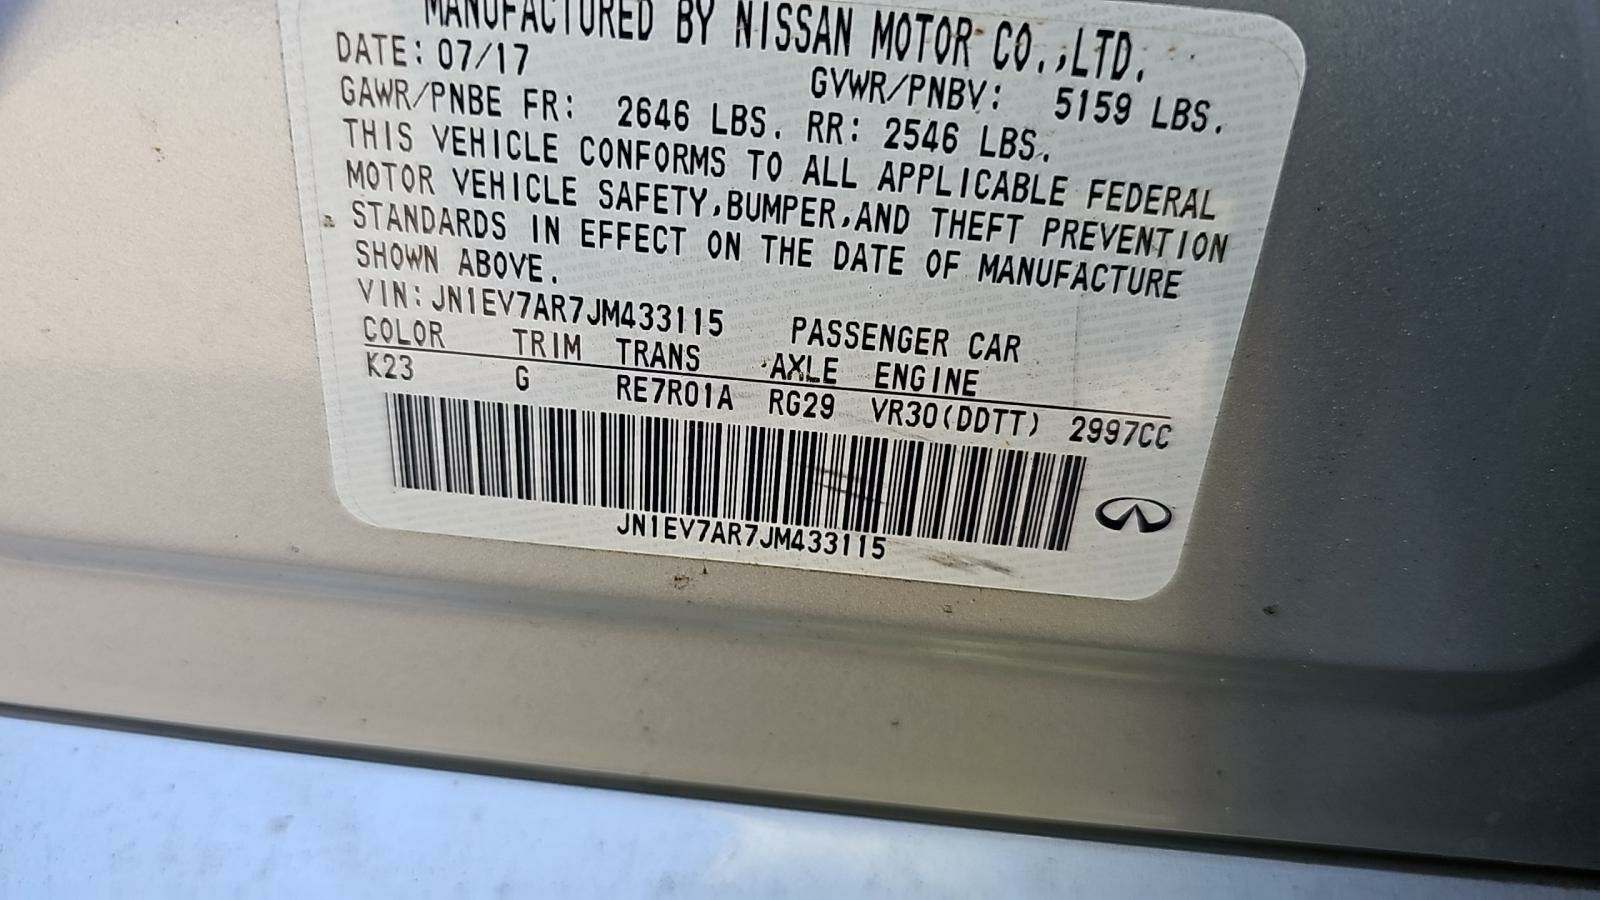 MANUFACTURED BY NISSAN MOTOR CO.,LTD.
DATE: 07/17 GVWR/PNBV: 5159 LBS.
GAWR/PNBE FR: 2646 LBS. RR: 2546 LBS.
THIS VEHICLE CONFORMS TO ALL APPLICABLE FEDERAL
MOTOR VEHICLE SAFETY,BUMPER,AND THEFT PREVENTION
STANDARDS IN EFFECT ON THE DATE OF MANUFACTURE
SHOWN ABOVE.
VIN: JN1EV7AR7JM433115 PASSENGER CAR
COLOR TRIM TRANS AXLE ENGINE
K23 G RE7R01A RG29 VR30(DDTT) 2997CC
JN1EV7AR7JM433115